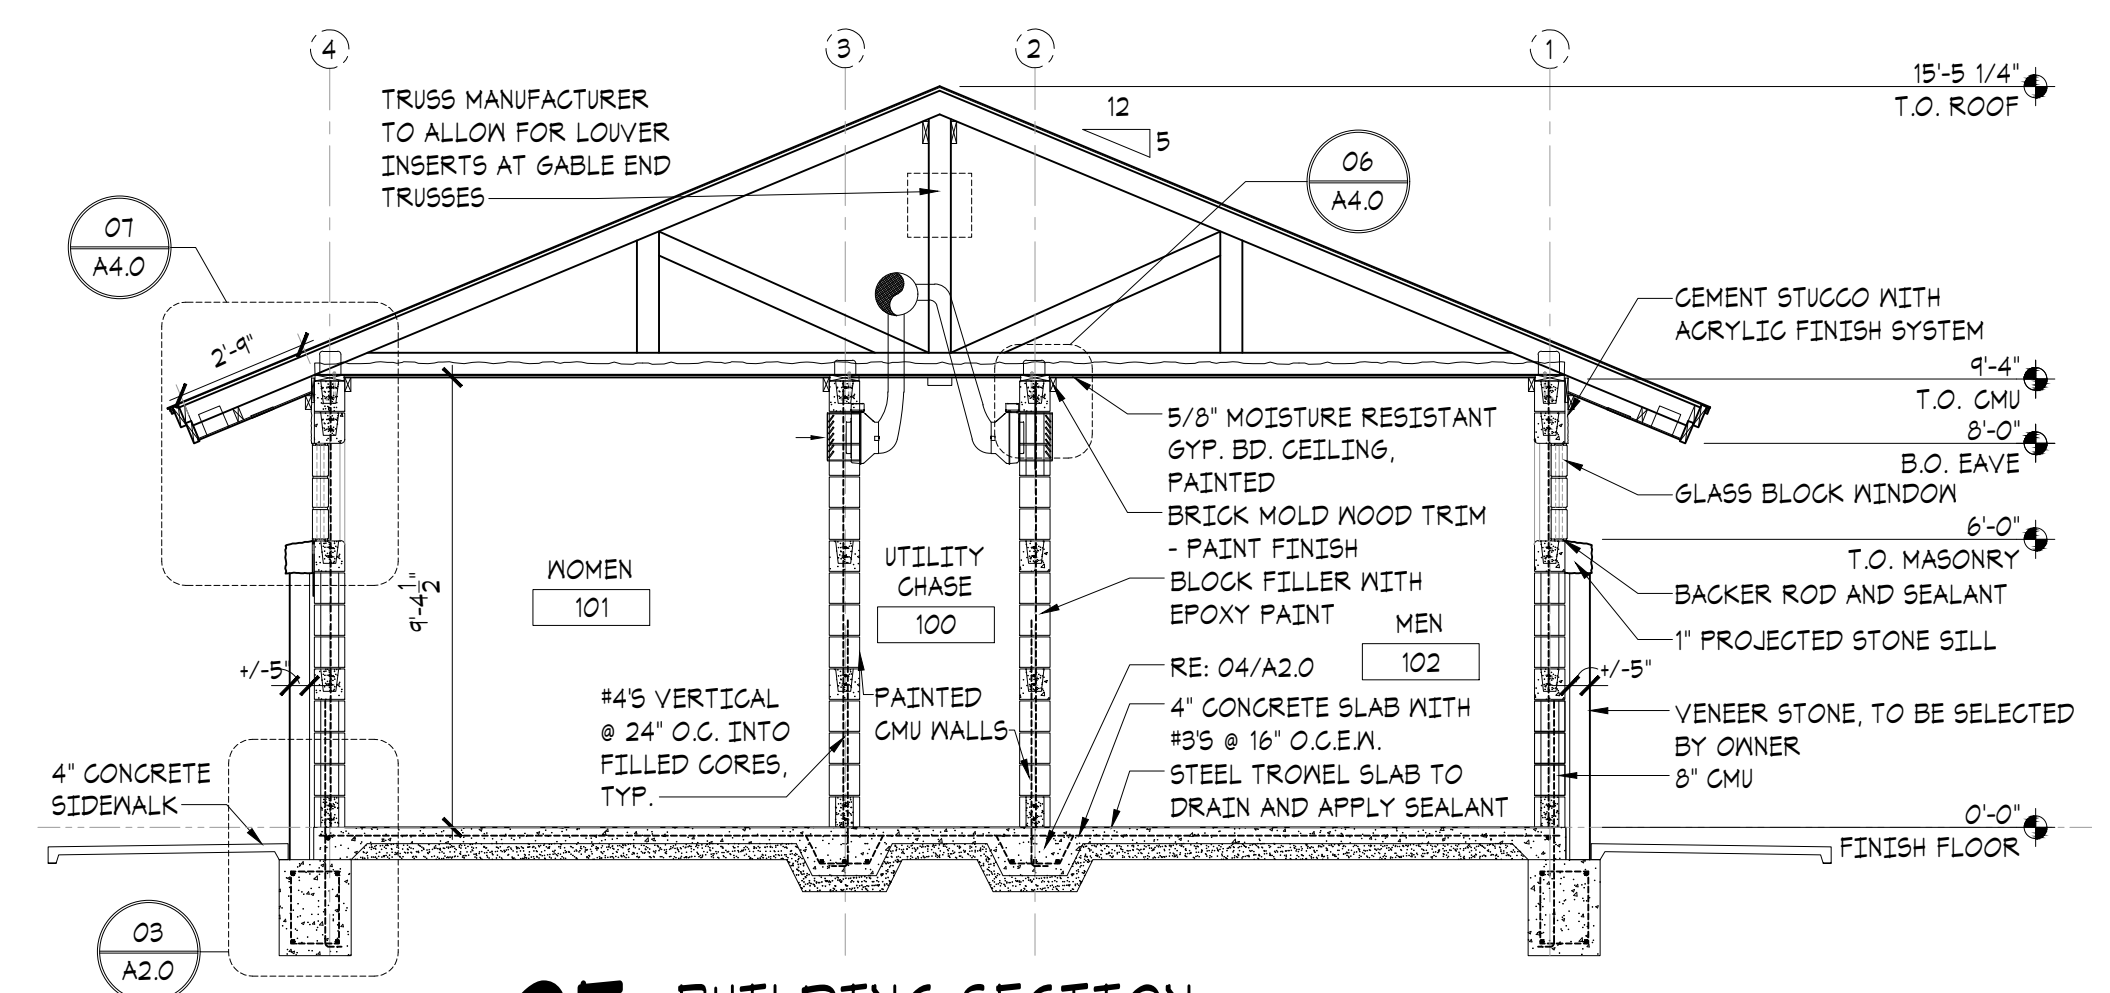 4
3
2
1
TRUSS MANUFACTURER
TO ALLOW FOR LOUVER
INSERTS AT GABLE END
TRUSSES
12
5
15'-5 1/4"
T.O. ROOF
06
A4.0
07
A4.0
2'-9"
CEMENT STUCCO WITH
ACRYLIC FINISH SYSTEM
9'-4"
T.O. CMU
8'-0"
B.O. EAVE
GLASS BLOCK WINDOW
6'-0"
T.O. MASONRY
BACKER ROD AND SEALANT
1" PROJECTED STONE SILL
+/-5"
VENEER STONE, TO BE SELECTED
BY OWNER
8" CMU
0'-0"
FINISH FLOOR
5/8" MOISTURE RESISTANT
GYP. BD. CEILING,
PAINTED
BRICK MOLD WOOD TRIM
- PAINT FINISH
BLOCK FILLER WITH
EPOXY PAINT
MEN
102
RE: 04/A2.0
4" CONCRETE SLAB WITH
#3'S @ 16" O.C.E.W.
STEEL TROWEL SLAB TO
DRAIN AND APPLY SEALANT
UTILITY
CHASE
100
PAINTED
CMU WALLS
WOMEN
101
9'-4 1/2"
#4'S VERTICAL
@ 24" O.C. INTO
FILLED CORES,
TYP.
+/-5"
4" CONCRETE
SIDEWALK
03
A2.0
BUILDING SECTION